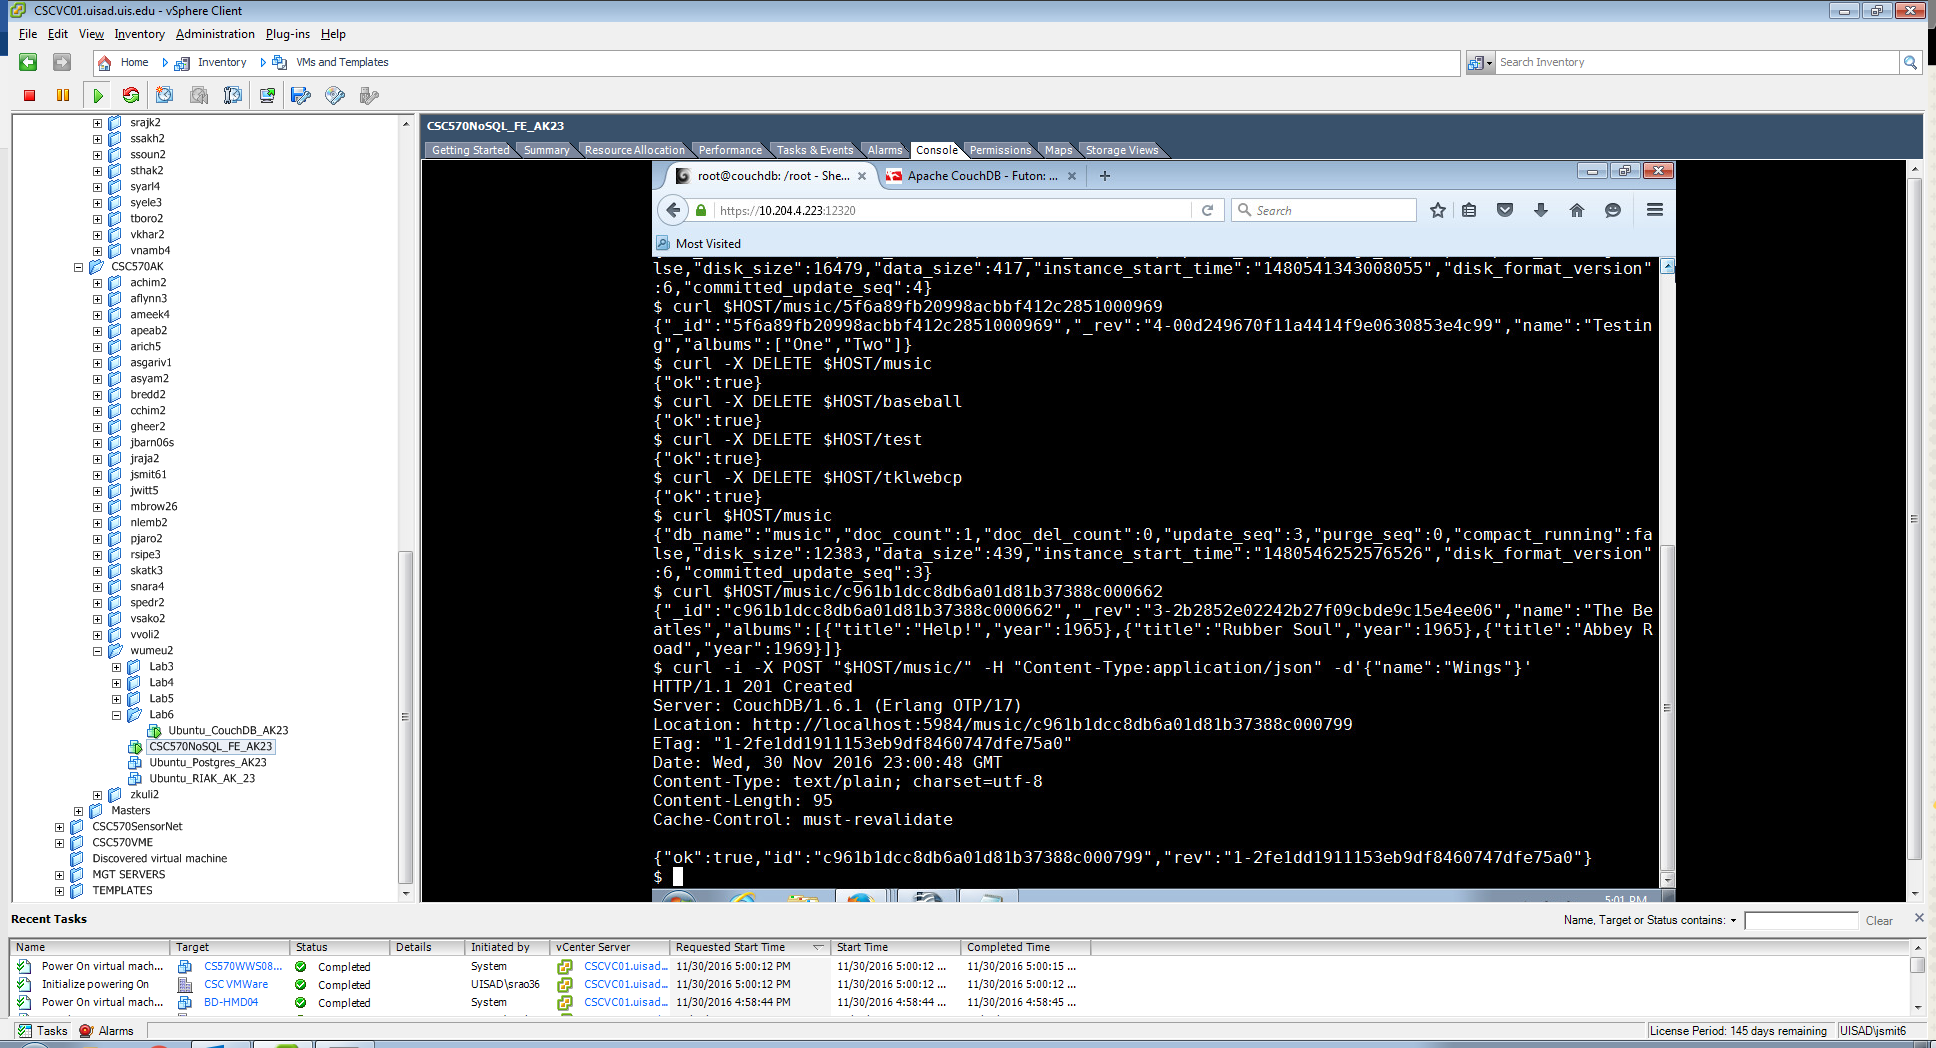 CSCVC01.uisad.uis.edu - vSphere Client
File Edit View Inventory Administration Plug-ins Help
Home Inventory VMs and Templates Search Inventory
srajk2
ssakh2
ssoun2
sthak2
syarl4
syele3
tboro2
vkhar2
vnamb4
CSC570AK
achim2
aflynn3
ameek4
apeab2
arich5
asgariv1
asyam2
bredd2
cchim2
gheer2
jbarn06s
jraja2
jsmit61
jwitt5
mbrow26
nlemb2
pjaro2
rsipe3
skatk3
snara4
spedr2
vsako2
vvoli2
wumeu2
Lab3
Lab4
Lab5
Lab6
Ubuntu_CouchDB_AK23
CSC570NoSQL_FE_AK23
Ubuntu_Postgres_AK23
Ubuntu_RIAK_AK_23
zkuli2
Masters
CSC570SensorNet
CSC570VME
Discovered virtual machine
MGT SERVERS
TEMPLATES
CSC570NoSQL_FE_AK23
Getting Started Summary Resource Allocation Performance Tasks & Events Alarms Console Permissions Maps Storage Views
root@couchdb: /root - She... Apache CouchDB - Futon: ...
https://10.204.4.223:12320 Search
Most Visited
lse,"disk_size":16479,"data_size":417,"instance_start_time":"1480541343008055","disk_format_version"
:6,"committed_update_seq":4}
$ curl $HOST/music/5f6a89fb20998acbbf412c2851000969
{"_id":"5f6a89fb20998acbbf412c2851000969","_rev":"4-00d249670f11a4414f9e0630853e4c99","name":"Testin
g","albums":["One","Two"]}
$ curl -X DELETE $HOST/music
{"ok":true}
$ curl -X DELETE $HOST/baseball
{"ok":true}
$ curl -X DELETE $HOST/test
{"ok":true}
$ curl -X DELETE $HOST/tklwebcp
{"ok":true}
$ curl $HOST/music
{"db_name":"music","doc_count":1,"doc_del_count":0,"update_seq":3,"purge_seq":0,"compact_running":fa
lse,"disk_size":12383,"data_size":439,"instance_start_time":"1480546252576526","disk_format_version"
:6,"committed_update_seq":3}
$ curl $HOST/music/c961b1dcc8db6a01d81b37388c000662
{"_id":"c961b1dcc8db6a01d81b37388c000662","_rev":"3-2b2852e02242b27f09cbde9c15e4ee06","name":"The Be
atles","albums":[{"title":"Help!","year":1965},{"title":"Rubber Soul","year":1965},{"title":"Abbey R
oad","year":1969}]}
$ curl -i -X POST "$HOST/music/" -H "Content-Type:application/json" -d'{"name":"Wings"}'
HTTP/1.1 201 Created
Server: CouchDB/1.6.1 (Erlang OTP/17)
Location: http://localhost:5984/music/c961b1dcc8db6a01d81b37388c000799
ETag: "1-2fe1dd1911153eb9df8460747dfe75a0"
Date: Wed, 30 Nov 2016 23:00:48 GMT
Content-Type: text/plain; charset=utf-8
Content-Length: 95
Cache-Control: must-revalidate
{"ok":true,"id":"c961b1dcc8db6a01d81b37388c000799","rev":"1-2fe1dd1911153eb9df8460747dfe75a0"}
$
5:01 PM
Recent Tasks Name, Target or Status contains: Clear
Name Target Status Details Initiated by vCenter Server Requested Start Time Start Time Completed Time
Power On virtual mach... CS570WWS08... Completed System CSCVC01.uisad... 11/30/2016 5:00:12 PM 11/30/2016 5:00:12 ... 11/30/2016 5:00:15 ...
Initialize powering On CSC VMWare Completed UISAD\srao36 CSCVC01.uisad... 11/30/2016 5:00:12 PM 11/30/2016 5:00:12 ... 11/30/2016 5:00:12 ...
Power On virtual mach... BD-HMD04 Completed System CSCVC01.uisad... 11/30/2016 4:58:44 PM 11/30/2016 4:58:44 ... 11/30/2016 4:58:45 ...
Tasks Alarms License Period: 145 days remaining UISAD\jsmit6